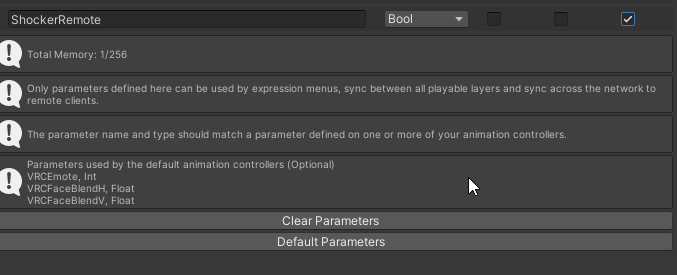 ShockerRemote Bool
Total Memory: 1/256
Only parameters defined here can be used by expression menus, sync between all playable layers and sync across the network to
remote clients.
The parameter name and type should match a parameter defined on one or more of your animation controllers.
Parameters used by the default animation controllers (Optional)
VRCEmote, Int
VRCFaceBlendH, Float
VRCFaceBlendV, Float
Clear Parameters
Default Parameters